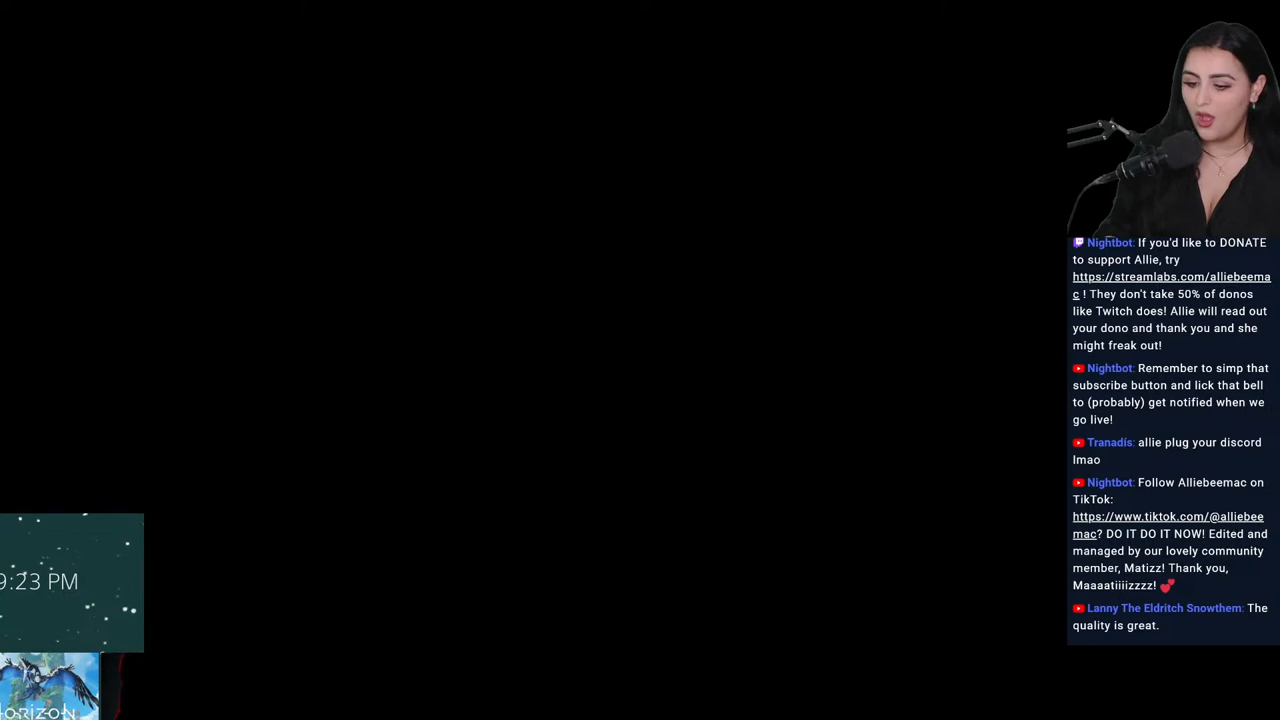 Nightbot: If you'd like to DONATE
to support Allie, try
https://streamlabs.com/alliebeema
c ! They don't take 50% of donos
like Twitch does! Allie will read out
your dono and thank you and she
might freak out!
Nightbot: Remember to simp that
subscribe button and lick that bell
to (probably) get notified when we
go live!
Tranadís: allie plug your discord
lmao
Nightbot: Follow Alliebeemac on
TikTok:
https://www.tiktok.com/@alliebee
mac? DO IT DO IT NOW! Edited and
managed by our lovely community
member, Matizz! Thank you,
Maaaatiiiizzzz! 💕
Lanny The Eldritch Snowthem: The
quality is great.
9:23 PM
HORIZON